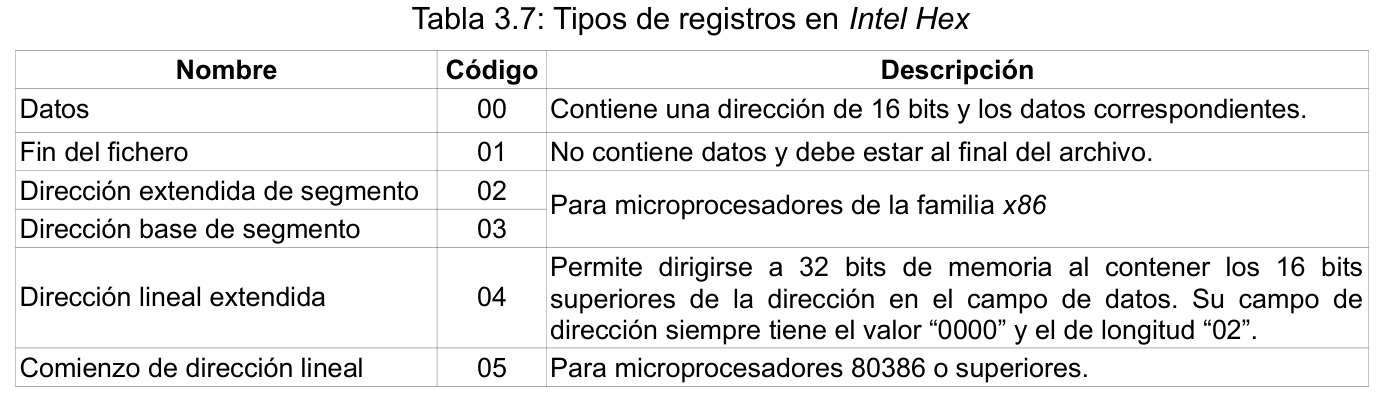 Tabla 3.7: Tipos de registros en Intel Hex
Nombre Código Descripción
Datos 00 Contiene una dirección de 16 bits y los datos correspondientes.
Fin del fichero 01 No contiene datos y debe estar al final del archivo.
Dirección extendida de segmento 02
Para microprocesadores de la familia x86
Dirección base de segmento 03
Dirección lineal extendida 04
Permite dirigirse a 32 bits de memoria al contener los 16 bits
superiores de la dirección en el campo de datos. Su campo de
dirección siempre tiene el valor “0000” y el de longitud “02”.
Comienzo de dirección lineal 05 Para microprocesadores 80386 o superiores.